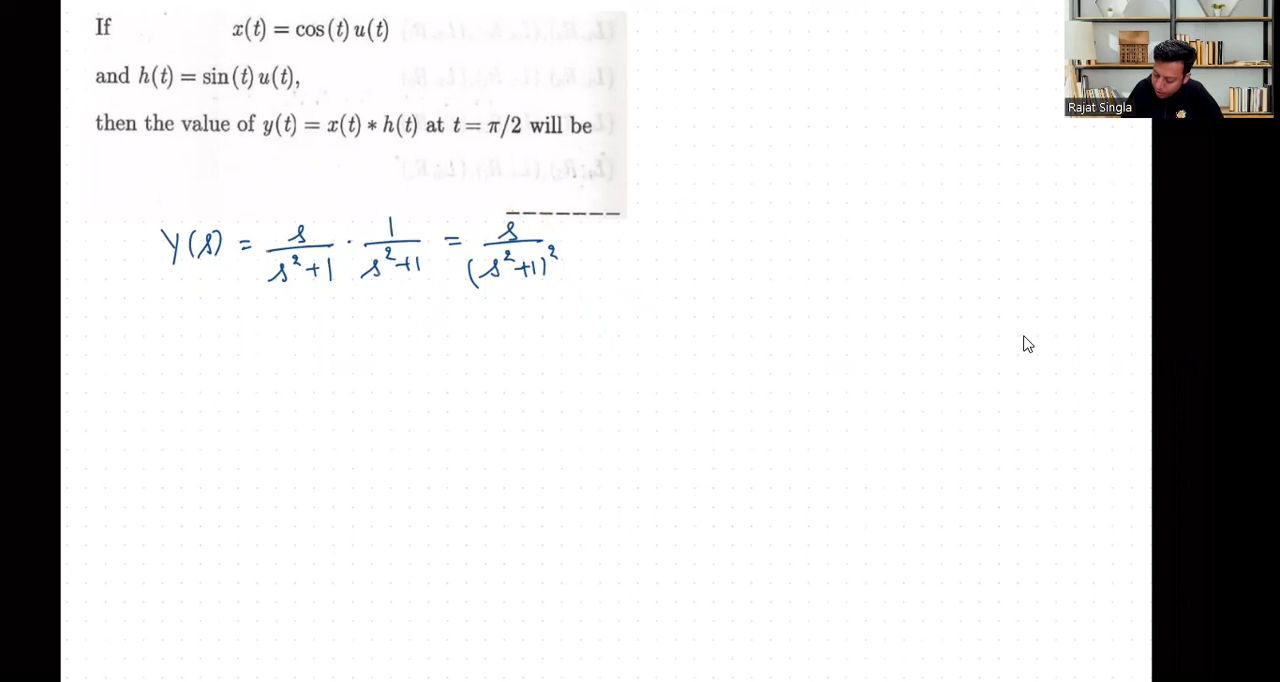 If x(t) = cos(t) u(t)
and h(t) = sin(t) u(t),
then the value of y(t) = x(t) * h(t) at t = π/2 will be
_______
Y(s) = s/(s²+1) · 1/(s²+1) = s/(s²+1)²
Rajat Singla